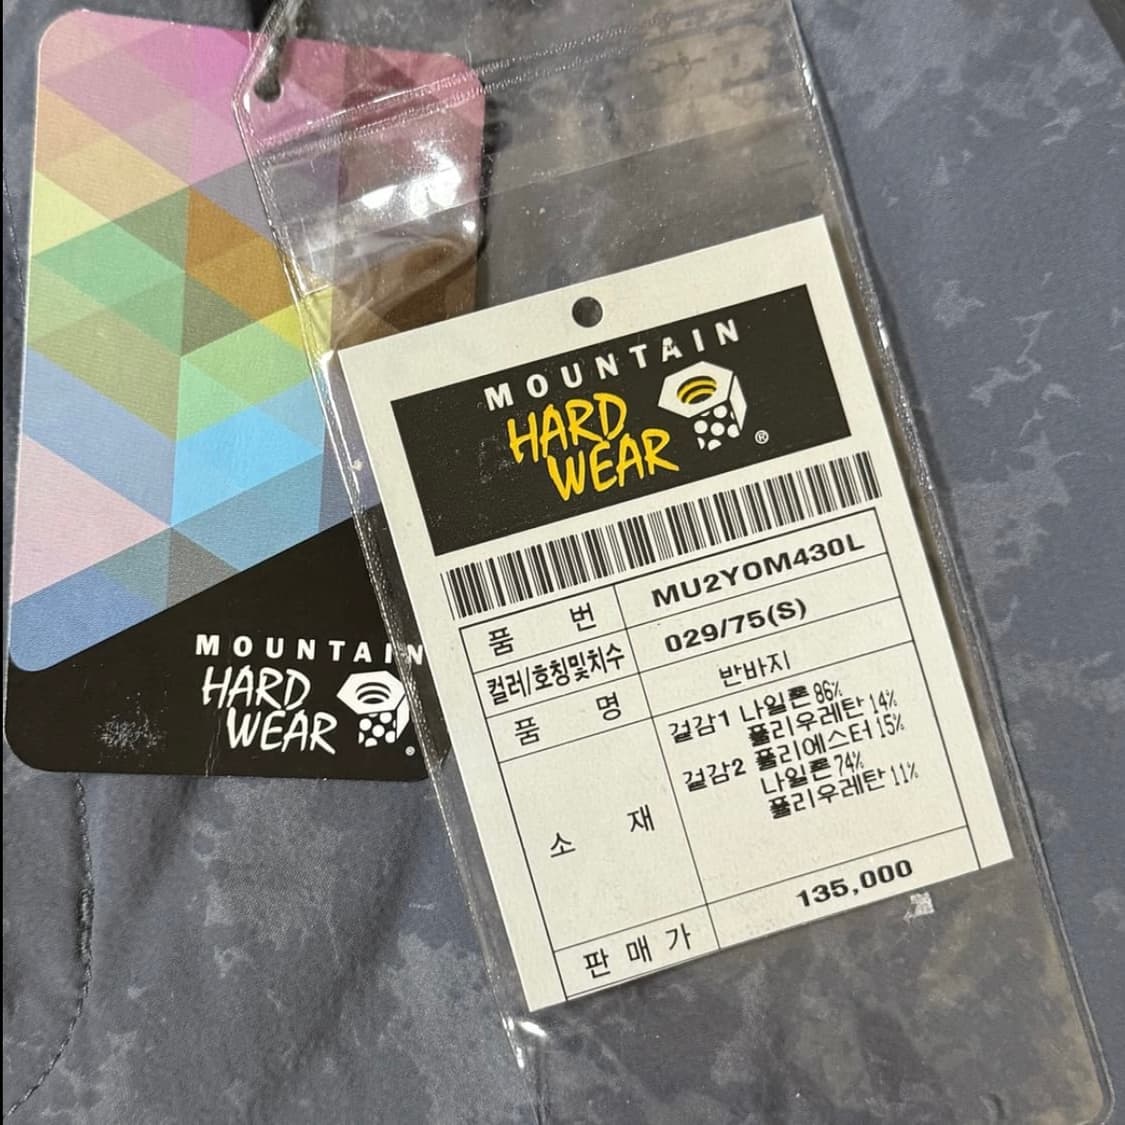 MOUNTAIN
HARD
WEAR
®
MOUNTAIN
HARD
WEAR
®
품 번 MU2YOM430L
컬러/호칭및치수 029/75(S)
품 명 반바지
소 재 겉감1 나일론 86%
폴리우레탄 14%
겉감2 폴리에스터 15%
나일론 74%
폴리우레탄 11%
판 매 가 135,000